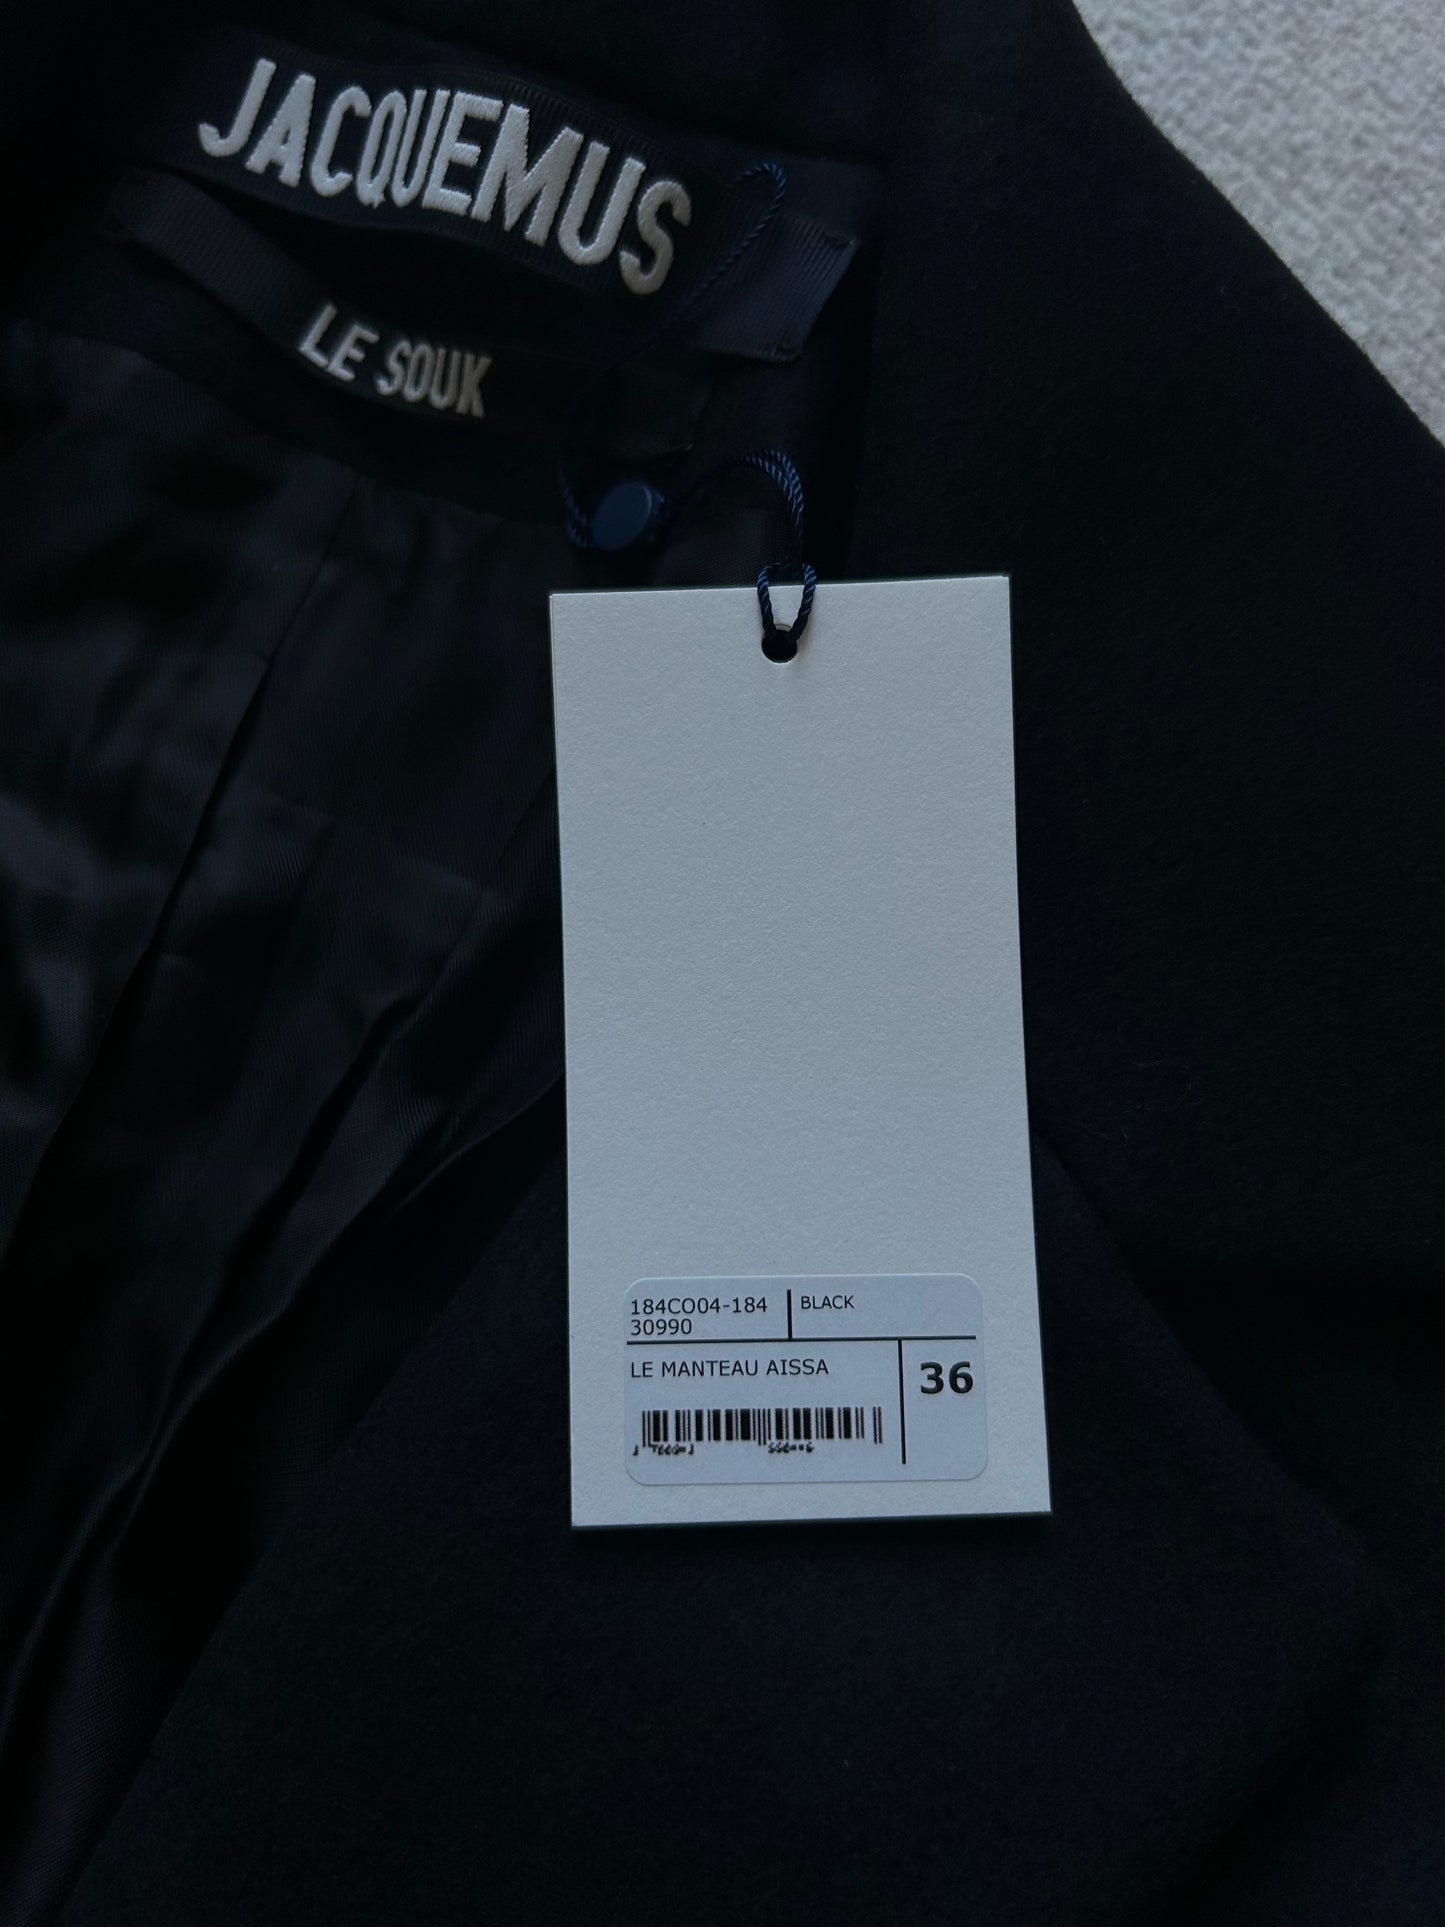 JACQUEMUS
LE SOUK
184CO04-184 BLACK
30990
LE MANTEAU AISSA 36